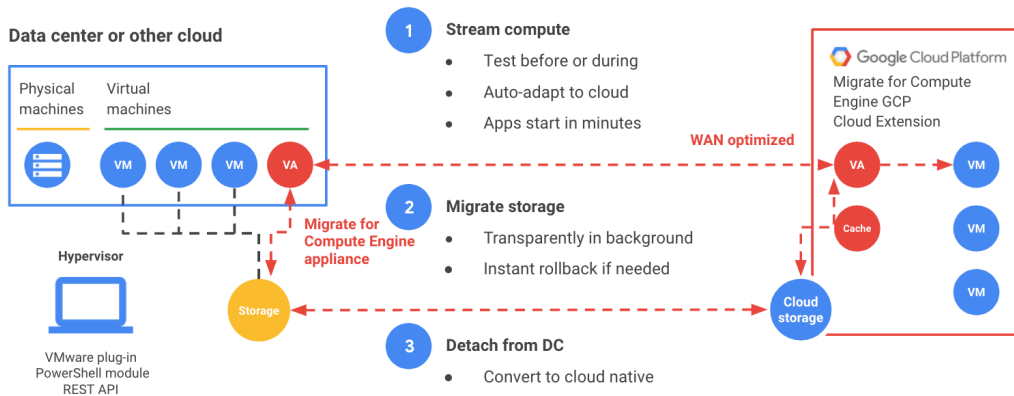 Data center or other cloud
Physical machines
Virtual machines
VM
VM
VM
VA
Migrate for
Compute Engine
appliance
Hypervisor
VMware plug-in
PowerShell module
REST API
Storage
1
Stream compute
● Test before or during
● Auto-adapt to cloud
● Apps start in minutes
WAN optimized
2
Migrate storage
● Transparently in background
● Instant rollback if needed
3
Detach from DC
● Convert to cloud native
Cloud
storage
Google Cloud Platform
Migrate for Compute
Engine GCP
Cloud Extension
VA
VM
Cache
VM
VM